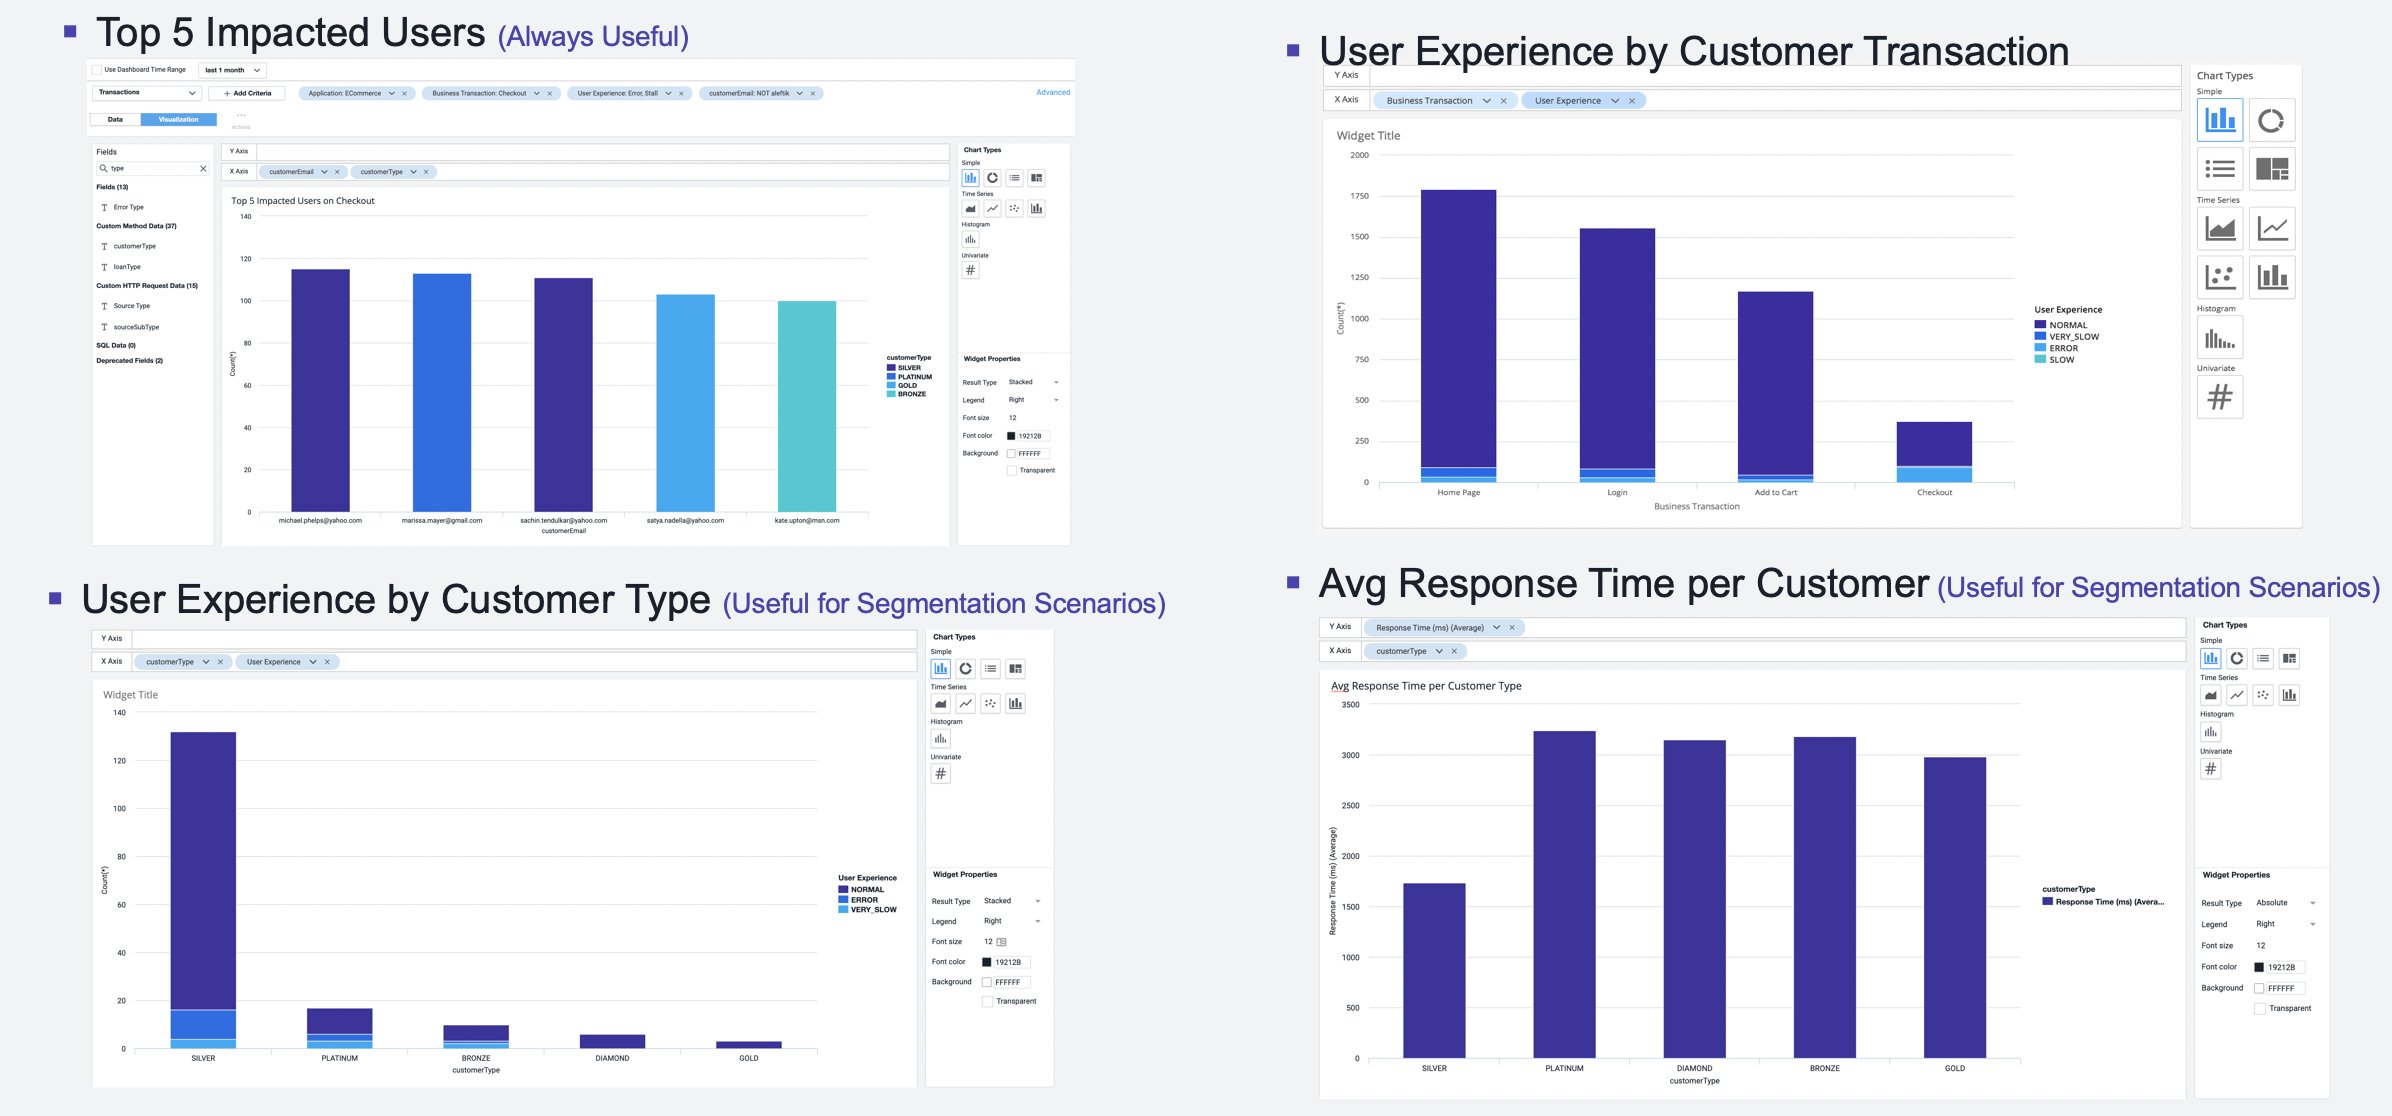 Top 5 Impacted Users (Always Useful)
Use Dashboard Time Range
last 1 month
Transactions
+ Add Criteria
Application: ECommerce
Business Transaction: Checkout
User Experience: Error, Stall
customerEmail: NOT aleftik
Advanced
Data
Visualization
Actions
Fields
type
Fields (13)
Error Type
Custom Method Data (37)
customerType
loanType
Custom HTTP Request Data (15)
Source Type
sourceSubType
SQL Data (0)
Deprecated Fields (2)
Y Axis
X Axis
customerEmail
customerType
Top 5 Impacted Users on Checkout
140
120
100
80
60
40
20
0
Count(*)
michael.phelps@yahoo.com
marissa.mayer@gmail.com
sachin.tendulkar@yahoo.com
satya.nadella@yahoo.com
kate.upton@msn.com
customerEmail
customerType
SILVER
PLATINUM
GOLD
BRONZE
Chart Types
Simple
Time Series
Histogram
Univariate
#
Widget Properties
Result Type Stacked
Legend Right
Font size 12
Font color 19212B
Background FFFFFF
Transparent
User Experience by Customer Transaction
Y Axis
X Axis
Business Transaction
User Experience
Widget Title
2000
1750
1500
1250
1000
750
500
250
0
Count(*)
Home Page
Login
Add to Cart
Checkout
Business Transaction
User Experience
NORMAL
VERY_SLOW
ERROR
SLOW
Chart Types
Simple
Time Series
Histogram
Univariate
#
User Experience by Customer Type (Useful for Segmentation Scenarios)
Y Axis
X Axis
customerType
User Experience
Widget Title
140
120
100
80
60
40
20
0
Count(*)
SILVER
PLATINUM
BRONZE
DIAMOND
GOLD
customerType
User Experience
NORMAL
ERROR
VERY_SLOW
Chart Types
Simple
Time Series
Histogram
Univariate
#
Widget Properties
Result Type Stacked
Legend Right
Font size 12
Font color 19212B
Background FFFFFF
Transparent
Avg Response Time per Customer (Useful for Segmentation Scenarios)
Y Axis
Response Time (ms) (Average)
X Axis
customerType
Avg Response Time per Customer Type
3500
3000
2500
2000
1500
1000
500
0
Response Time (ms) (Average)
SILVER
PLATINUM
DIAMOND
BRONZE
GOLD
customerType
customerType
Response Time (ms) (Avera...
Chart Types
Simple
Time Series
Histogram
Univariate
#
Widget Properties
Result Type Absolute
Legend Right
Font size 12
Font color 19212B
Background FFFFFF
Transparent